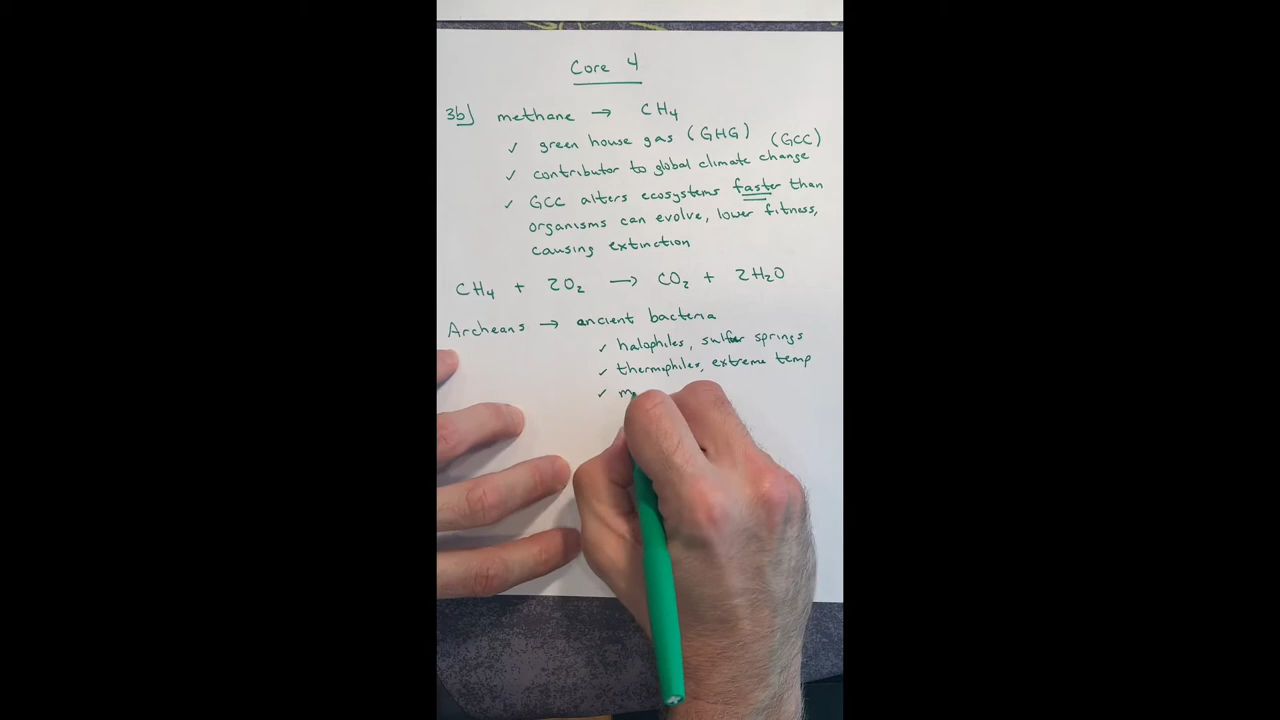 Core 4
3b) methane → CH₄
✓ green house gas (GHG) (GCC)
✓ contributor to global climate change
✓ GCC alters ecosystems faster than
organisms can evolve, lower fitness,
causing extinction
CH₄ + 2O₂ → CO₂ + 2H₂O
Archeans → ancient bacteria
✓ halophiles, sulfur springs
✓ thermophiles, extreme temp
✓ m